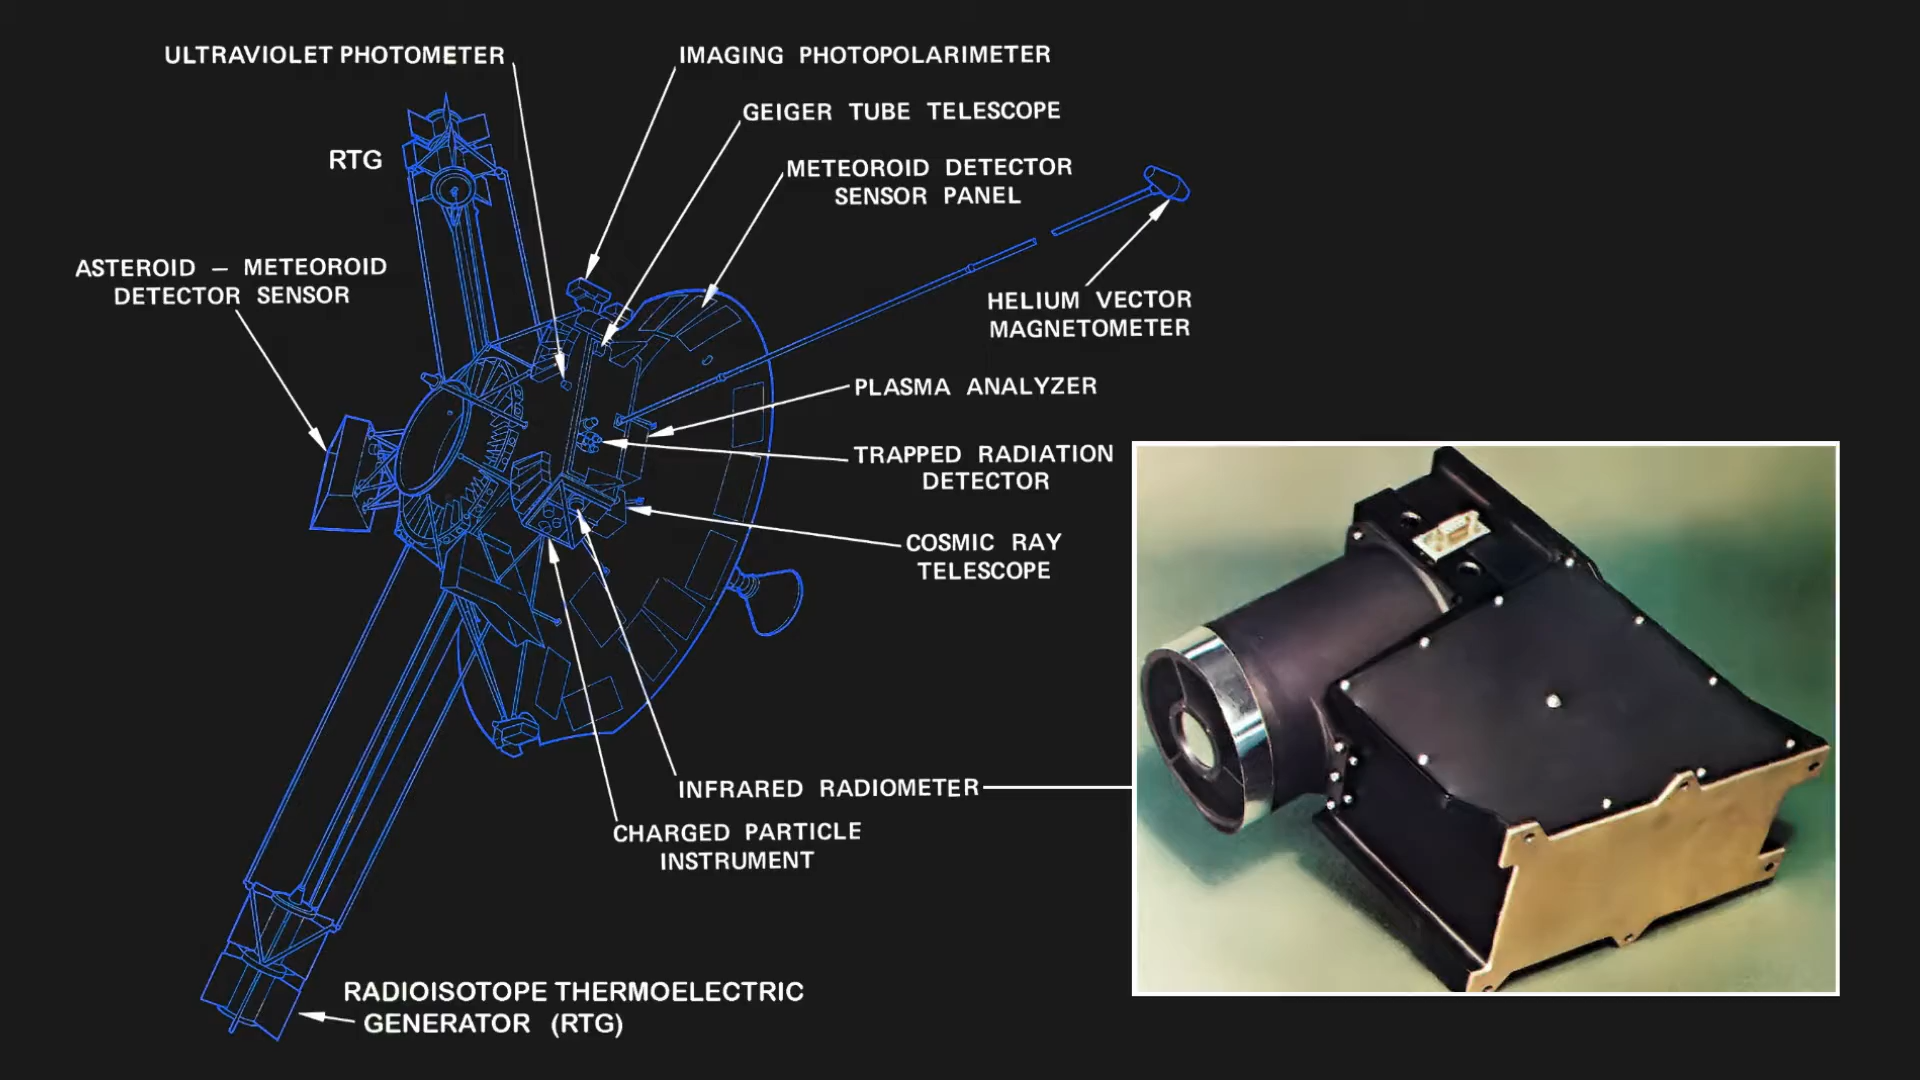 ULTRAVIOLET PHOTOMETER
IMAGING PHOTOPOLARIMETER
GEIGER TUBE TELESCOPE
RTG
METEOROID DETECTOR
SENSOR PANEL
ASTEROID – METEOROID
DETECTOR SENSOR
HELIUM VECTOR
MAGNETOMETER
PLASMA ANALYZER
TRAPPED RADIATION
DETECTOR
COSMIC RAY
TELESCOPE
INFRARED RADIOMETER
CHARGED PARTICLE
INSTRUMENT
RADIOISOTOPE THERMOELECTRIC
GENERATOR (RTG)